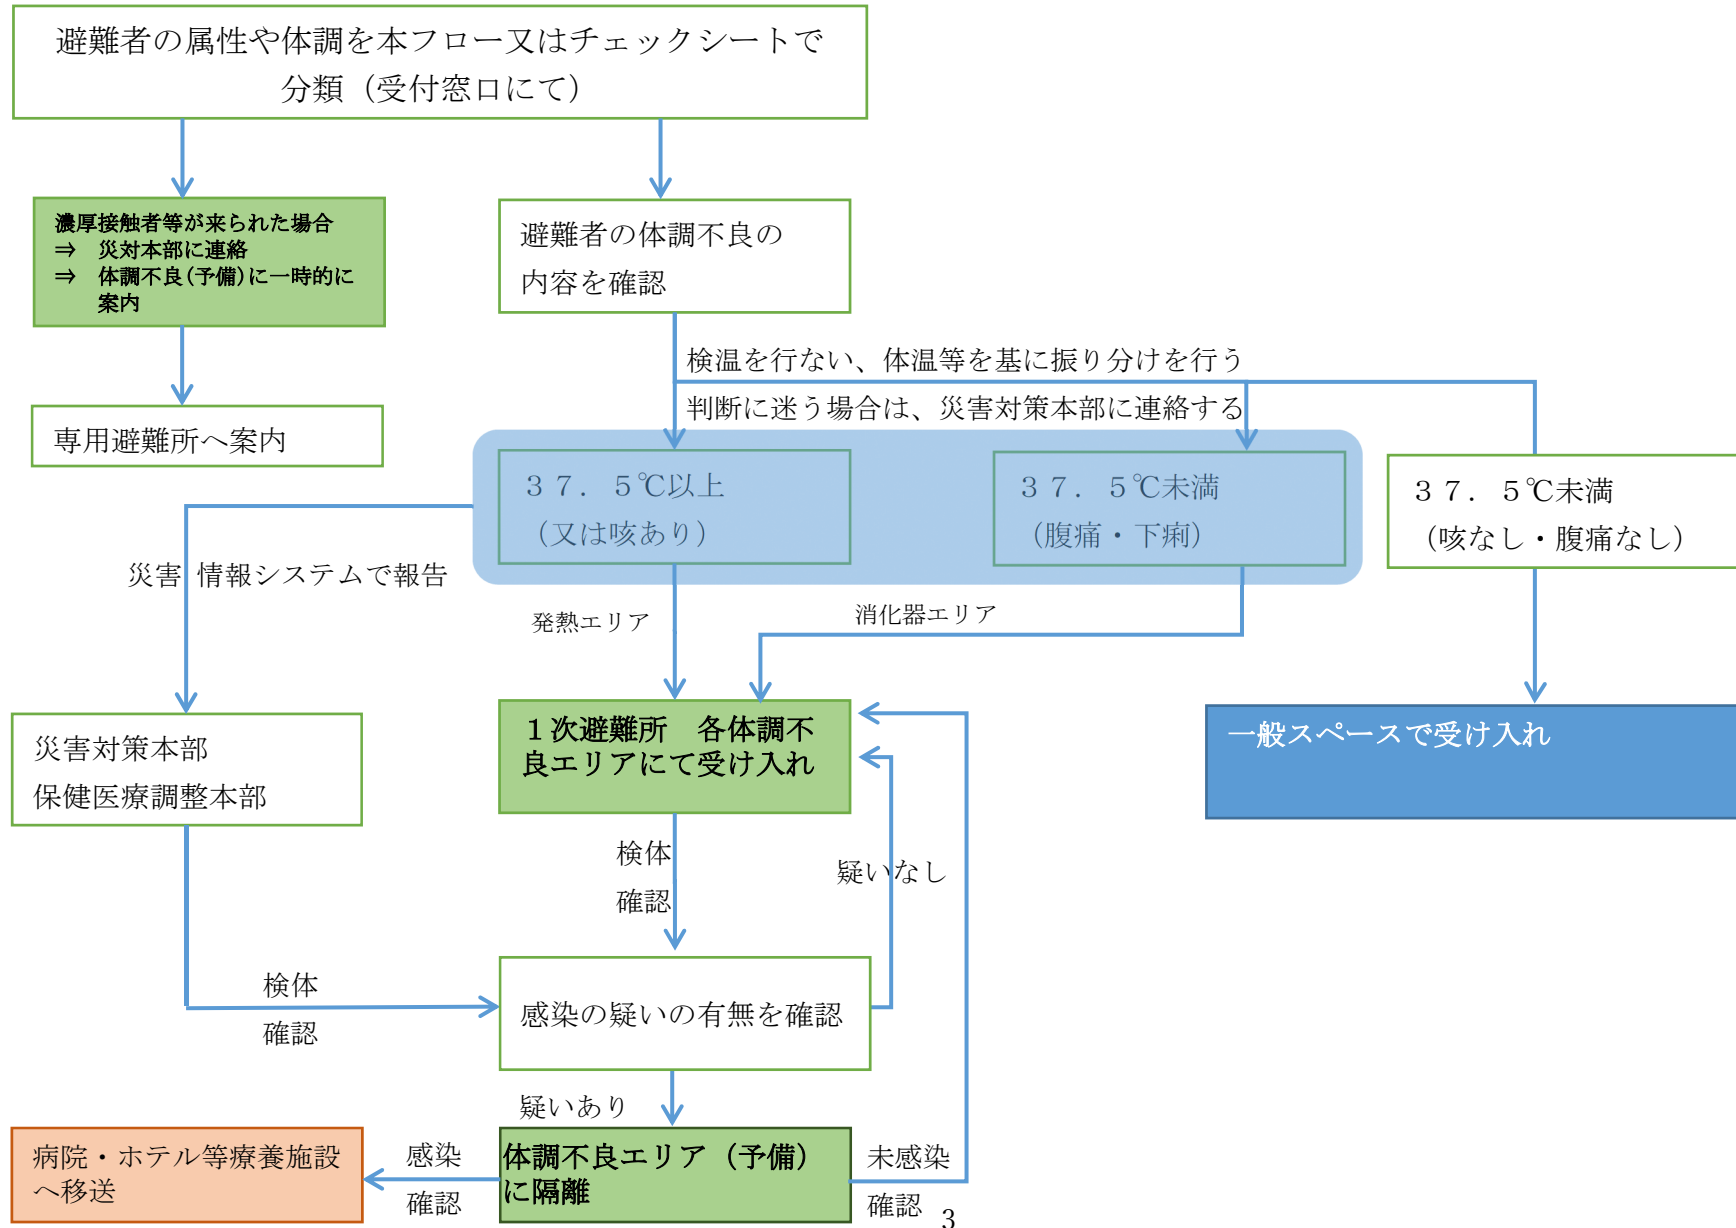 避難者の属性や体調を本フロー又はチェックシートで
分類（受付窓口にて）
濃厚接触者等が来られた場合
⇒　災対本部に連絡
⇒　体調不良(予備)に一時的に
案内
避難者の体調不良の
内容を確認
検温を行ない、体温等を基に振り分けを行う
判断に迷う場合は、災害対策本部に連絡する
専用避難所へ案内
３７．５℃以上
（又は咳あり）
３７．５℃未満
（腹痛・下痢）
３７．５℃未満
（咳なし・腹痛なし）
災害 情報システムで報告
発熱エリア
消化器エリア
災害対策本部
保健医療調整本部
１次避難所　各体調不
良エリアにて受け入れ
一般スペースで受け入れ
検体
確認
疑いなし
検体
確認
感染の疑いの有無を確認
疑いあり
病院・ホテル等療養施設
へ移送
感染
確認
体調不良エリア（予備）
に隔離
未感染
確認
3